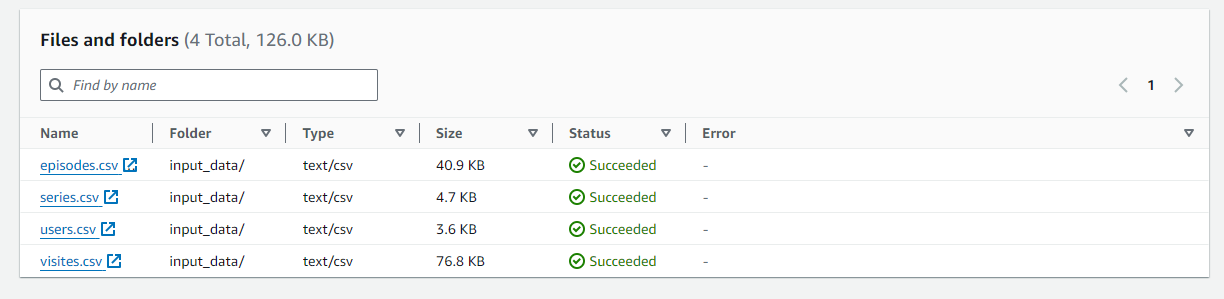 Files and folders (4 Total, 126.0 KB)
Find by name
1
Name Folder Type Size Status Error
episodes.csv input_data/ text/csv 40.9 KB Succeeded -
series.csv input_data/ text/csv 4.7 KB Succeeded -
users.csv input_data/ text/csv 3.6 KB Succeeded -
visites.csv input_data/ text/csv 76.8 KB Succeeded -